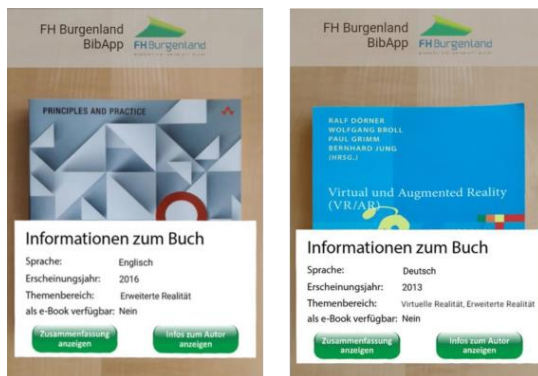 FH Burgenland
BibApp
FH Burgenland
PRINCIPLES AND PRACTICE
Informationen zum Buch
Sprache: Englisch
Erscheinungsjahr: 2016
Themenbereich: Erweiterte Realität
als e-Book verfügbar: Nein
Zusammenfassung
anzeigen
Infos zum Autor
anzeigen
FH Burgenland
BibApp
FH Burgenland
RALF DÖRNER
WOLFGANG BROLL
PAUL GRIMM
BERNHARD JUNG
(HRSG.)
Virtual und Augmented Reality
(VR/AR)
Informationen zum Buch
Sprache: Deutsch
Erscheinungsjahr: 2013
Themenbereich: Virtuelle Realität, Erweiterte Realität
als e-Book verfügbar: Nein
Zusammenfassung
anzeigen
Infos zum Autor
anzeigen